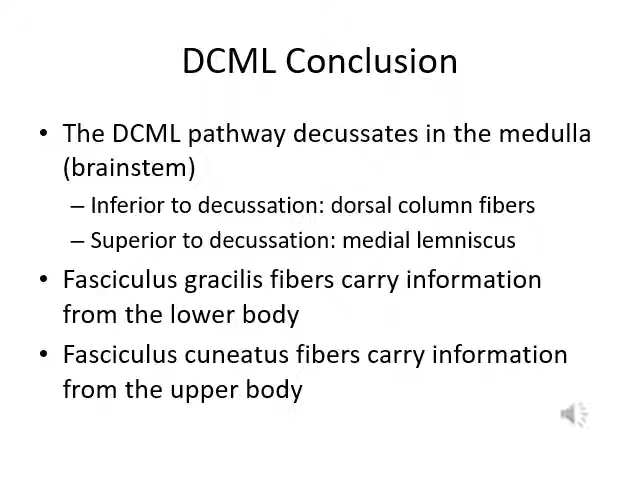 DCML Conclusion
• The DCML pathway decussates in the medulla
(brainstem)
– Inferior to decussation: dorsal column fibers
– Superior to decussation: medial lemniscus
• Fasciculus gracilis fibers carry information
from the lower body
• Fasciculus cuneatus fibers carry information
from the upper body